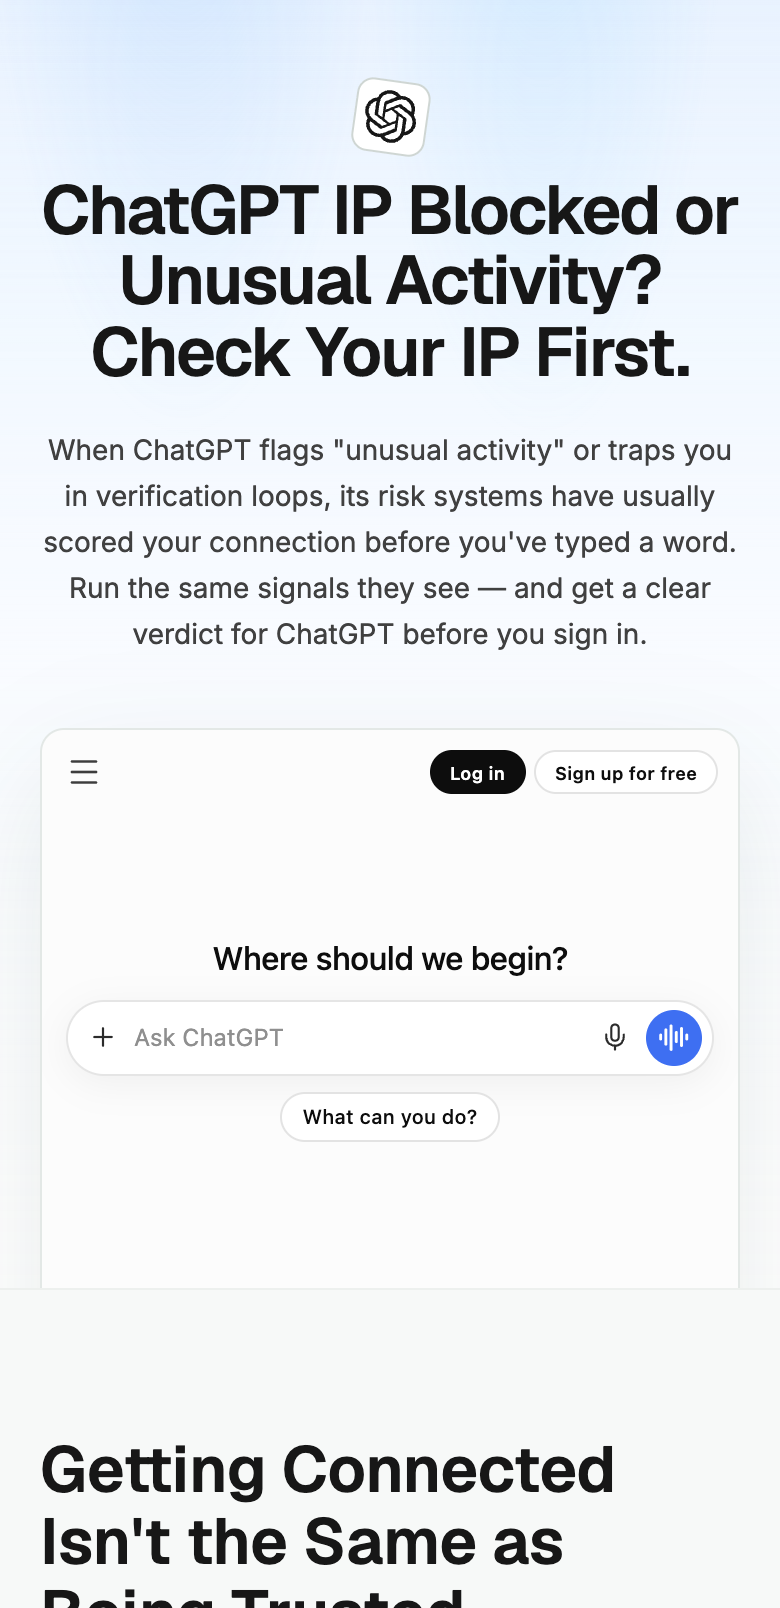 ChatGPT IP Blocked or
Unusual Activity?
Check Your IP First.
When ChatGPT flags "unusual activity" or traps you
in verification loops, its risk systems have usually
scored your connection before you've typed a word.
Run the same signals they see — and get a clear
verdict for ChatGPT before you sign in.
Log in
Sign up for free
Where should we begin?
Ask ChatGPT
What can you do?
Getting Connected
Isn't the Same as
Being Trusted